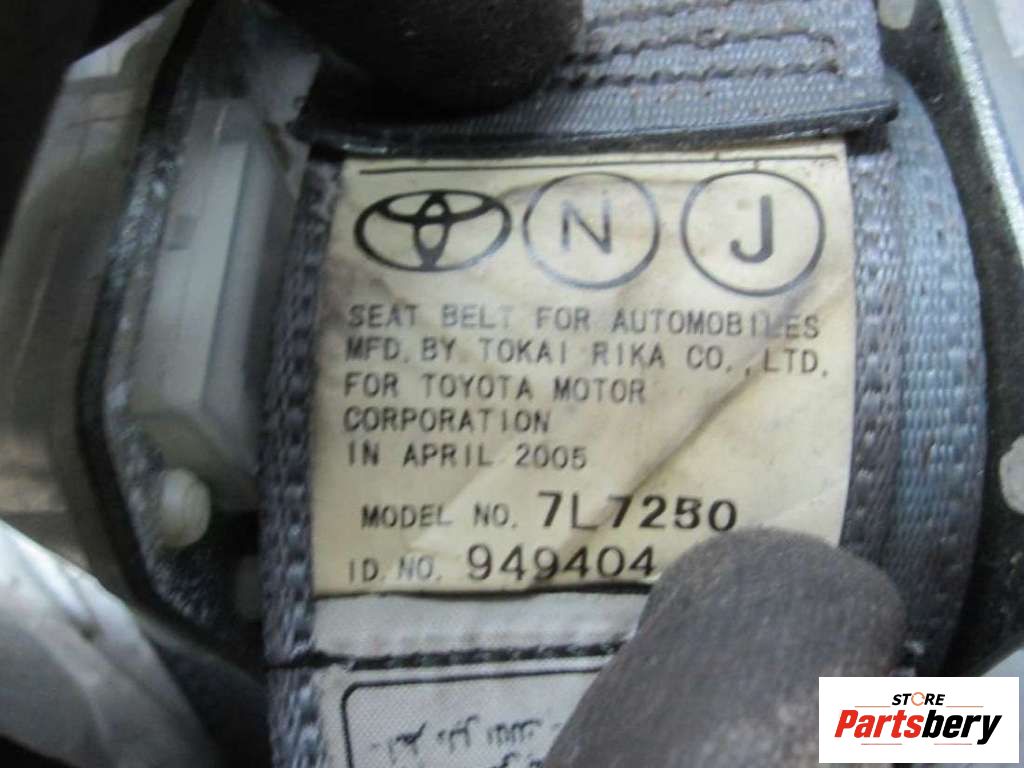 N J
SEAT BELT FOR AUTOMOBILES
MFD. BY TOKAI RIKA CO., LTD.
FOR TOYOTA MOTOR
CORPORATION
IN APRIL 2005
MODEL NO. 7L7250
ID. NO. 949404
STORE
Partsbery